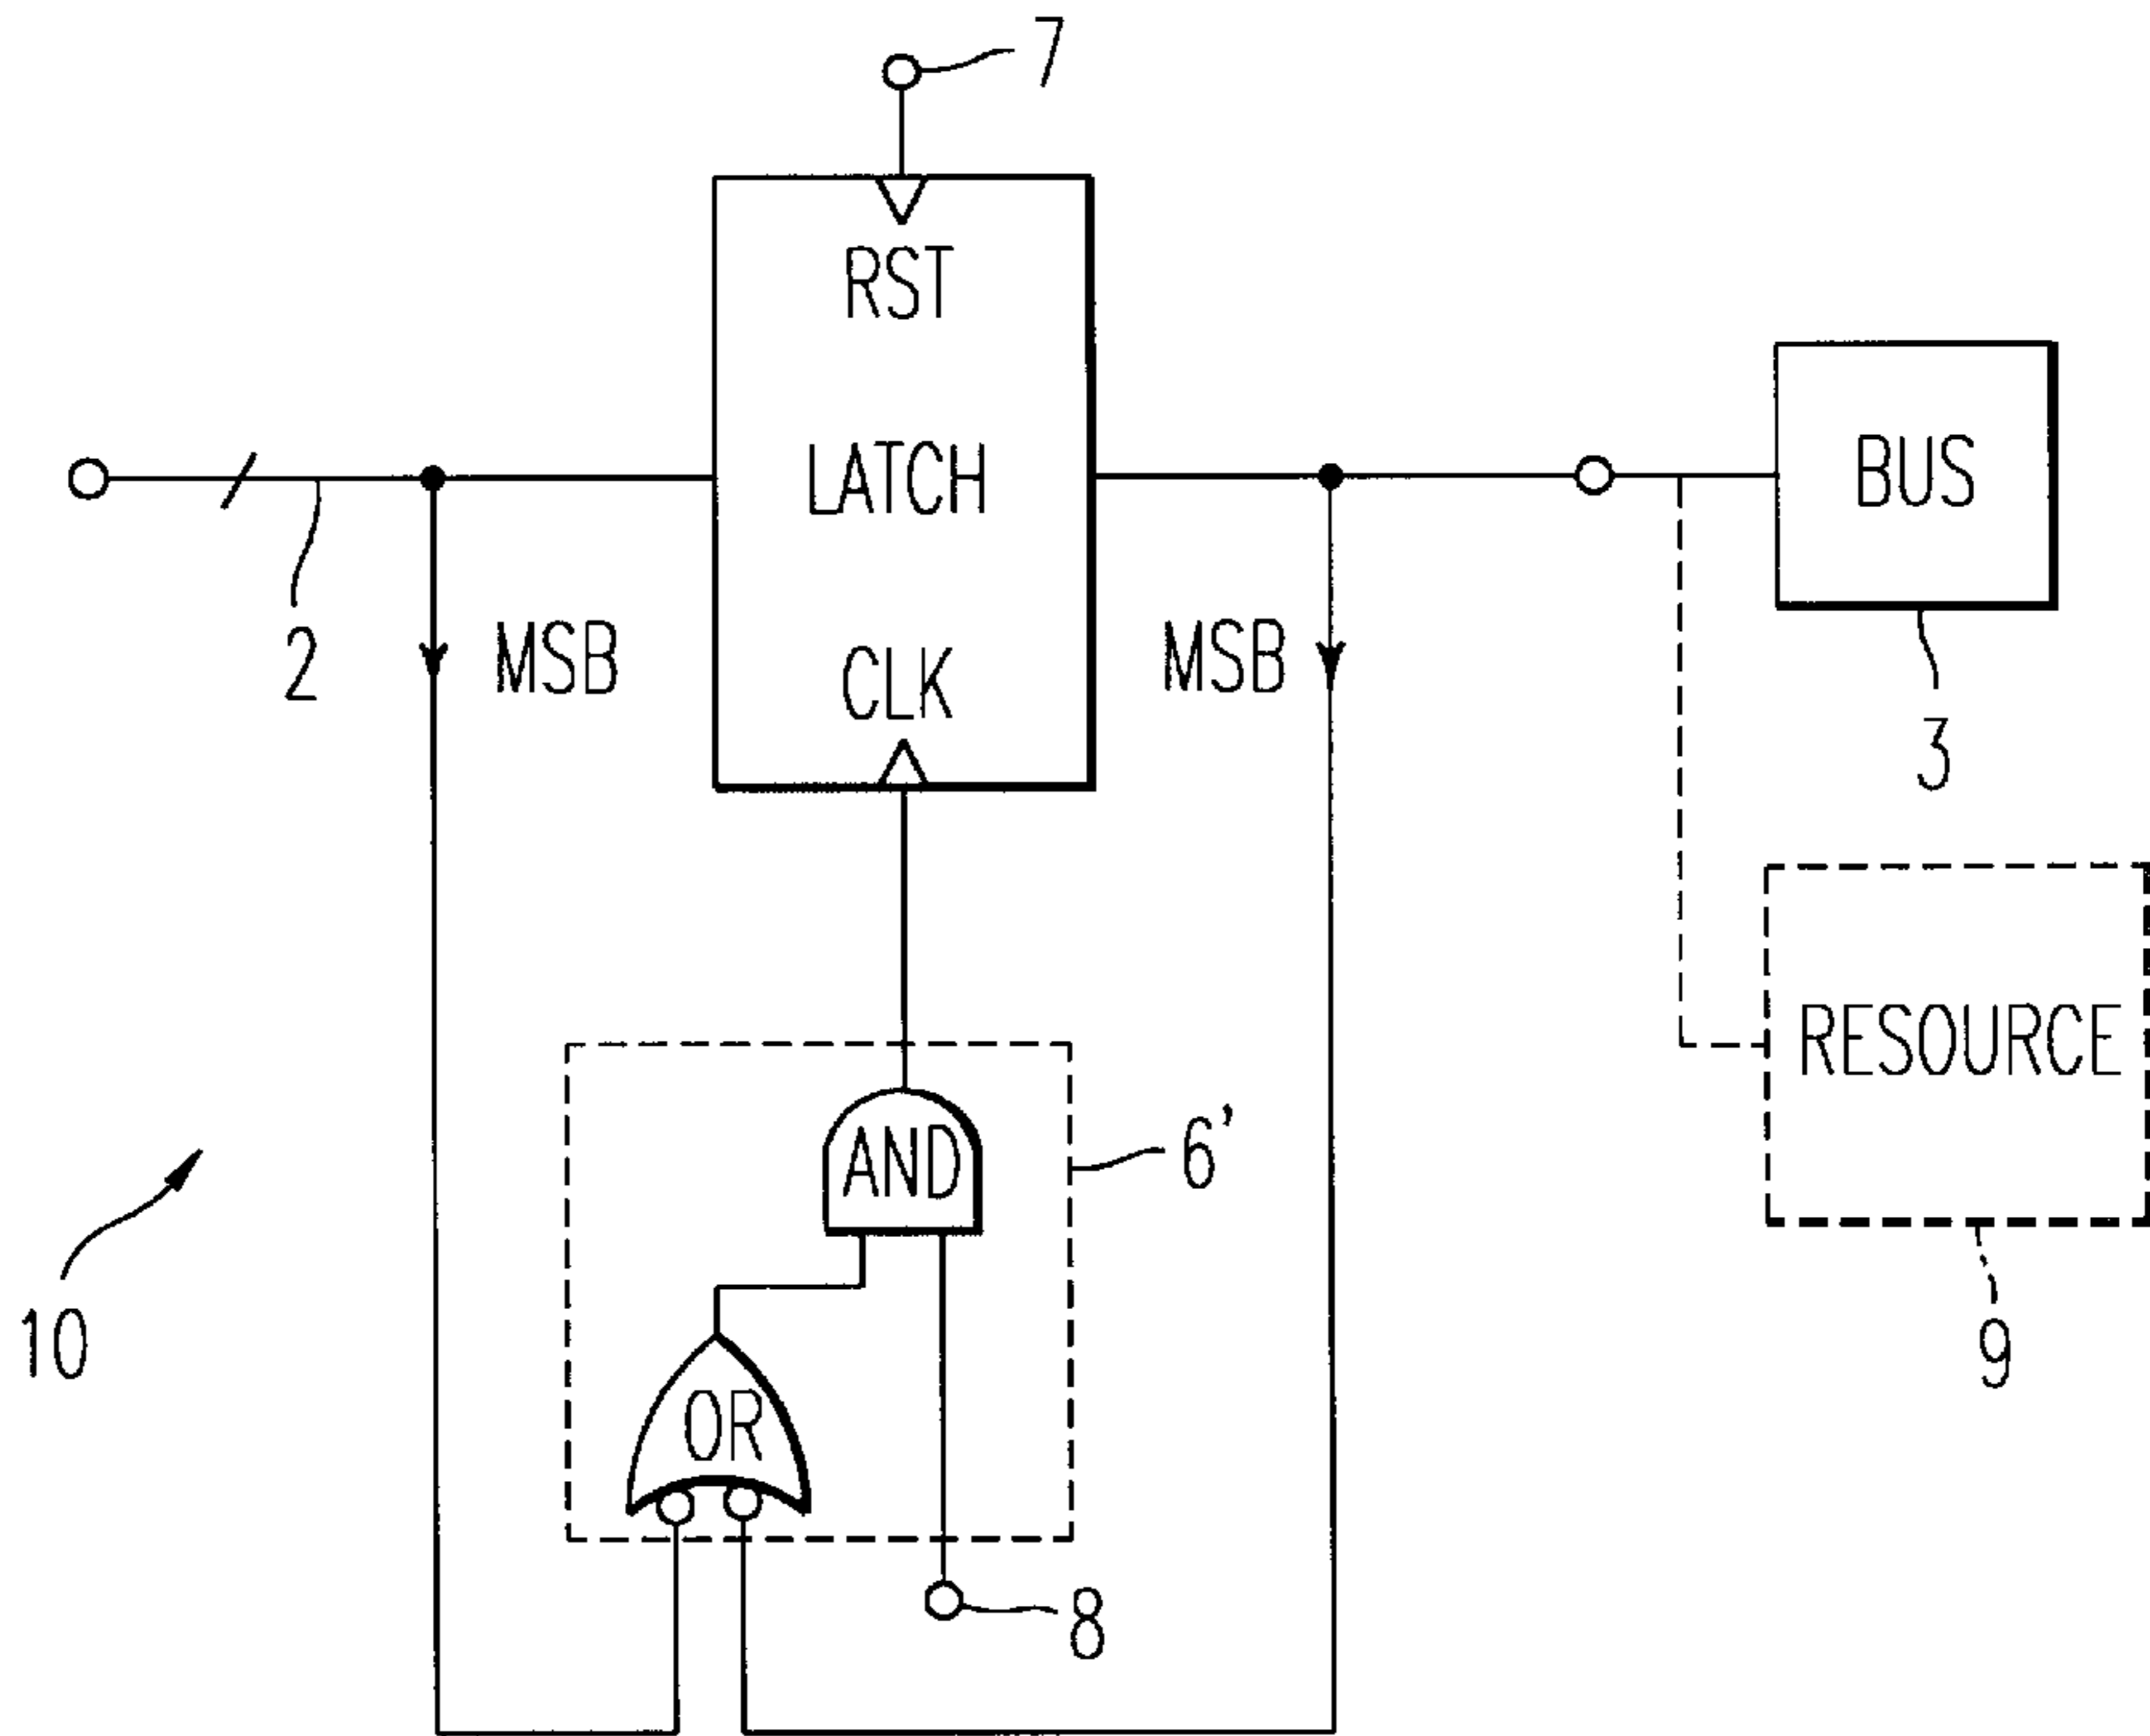 7
RST
LATCH
BUS
MSB
MSB
2
CLK
3
RESOURCE
AND
6'
10
9
OR
8